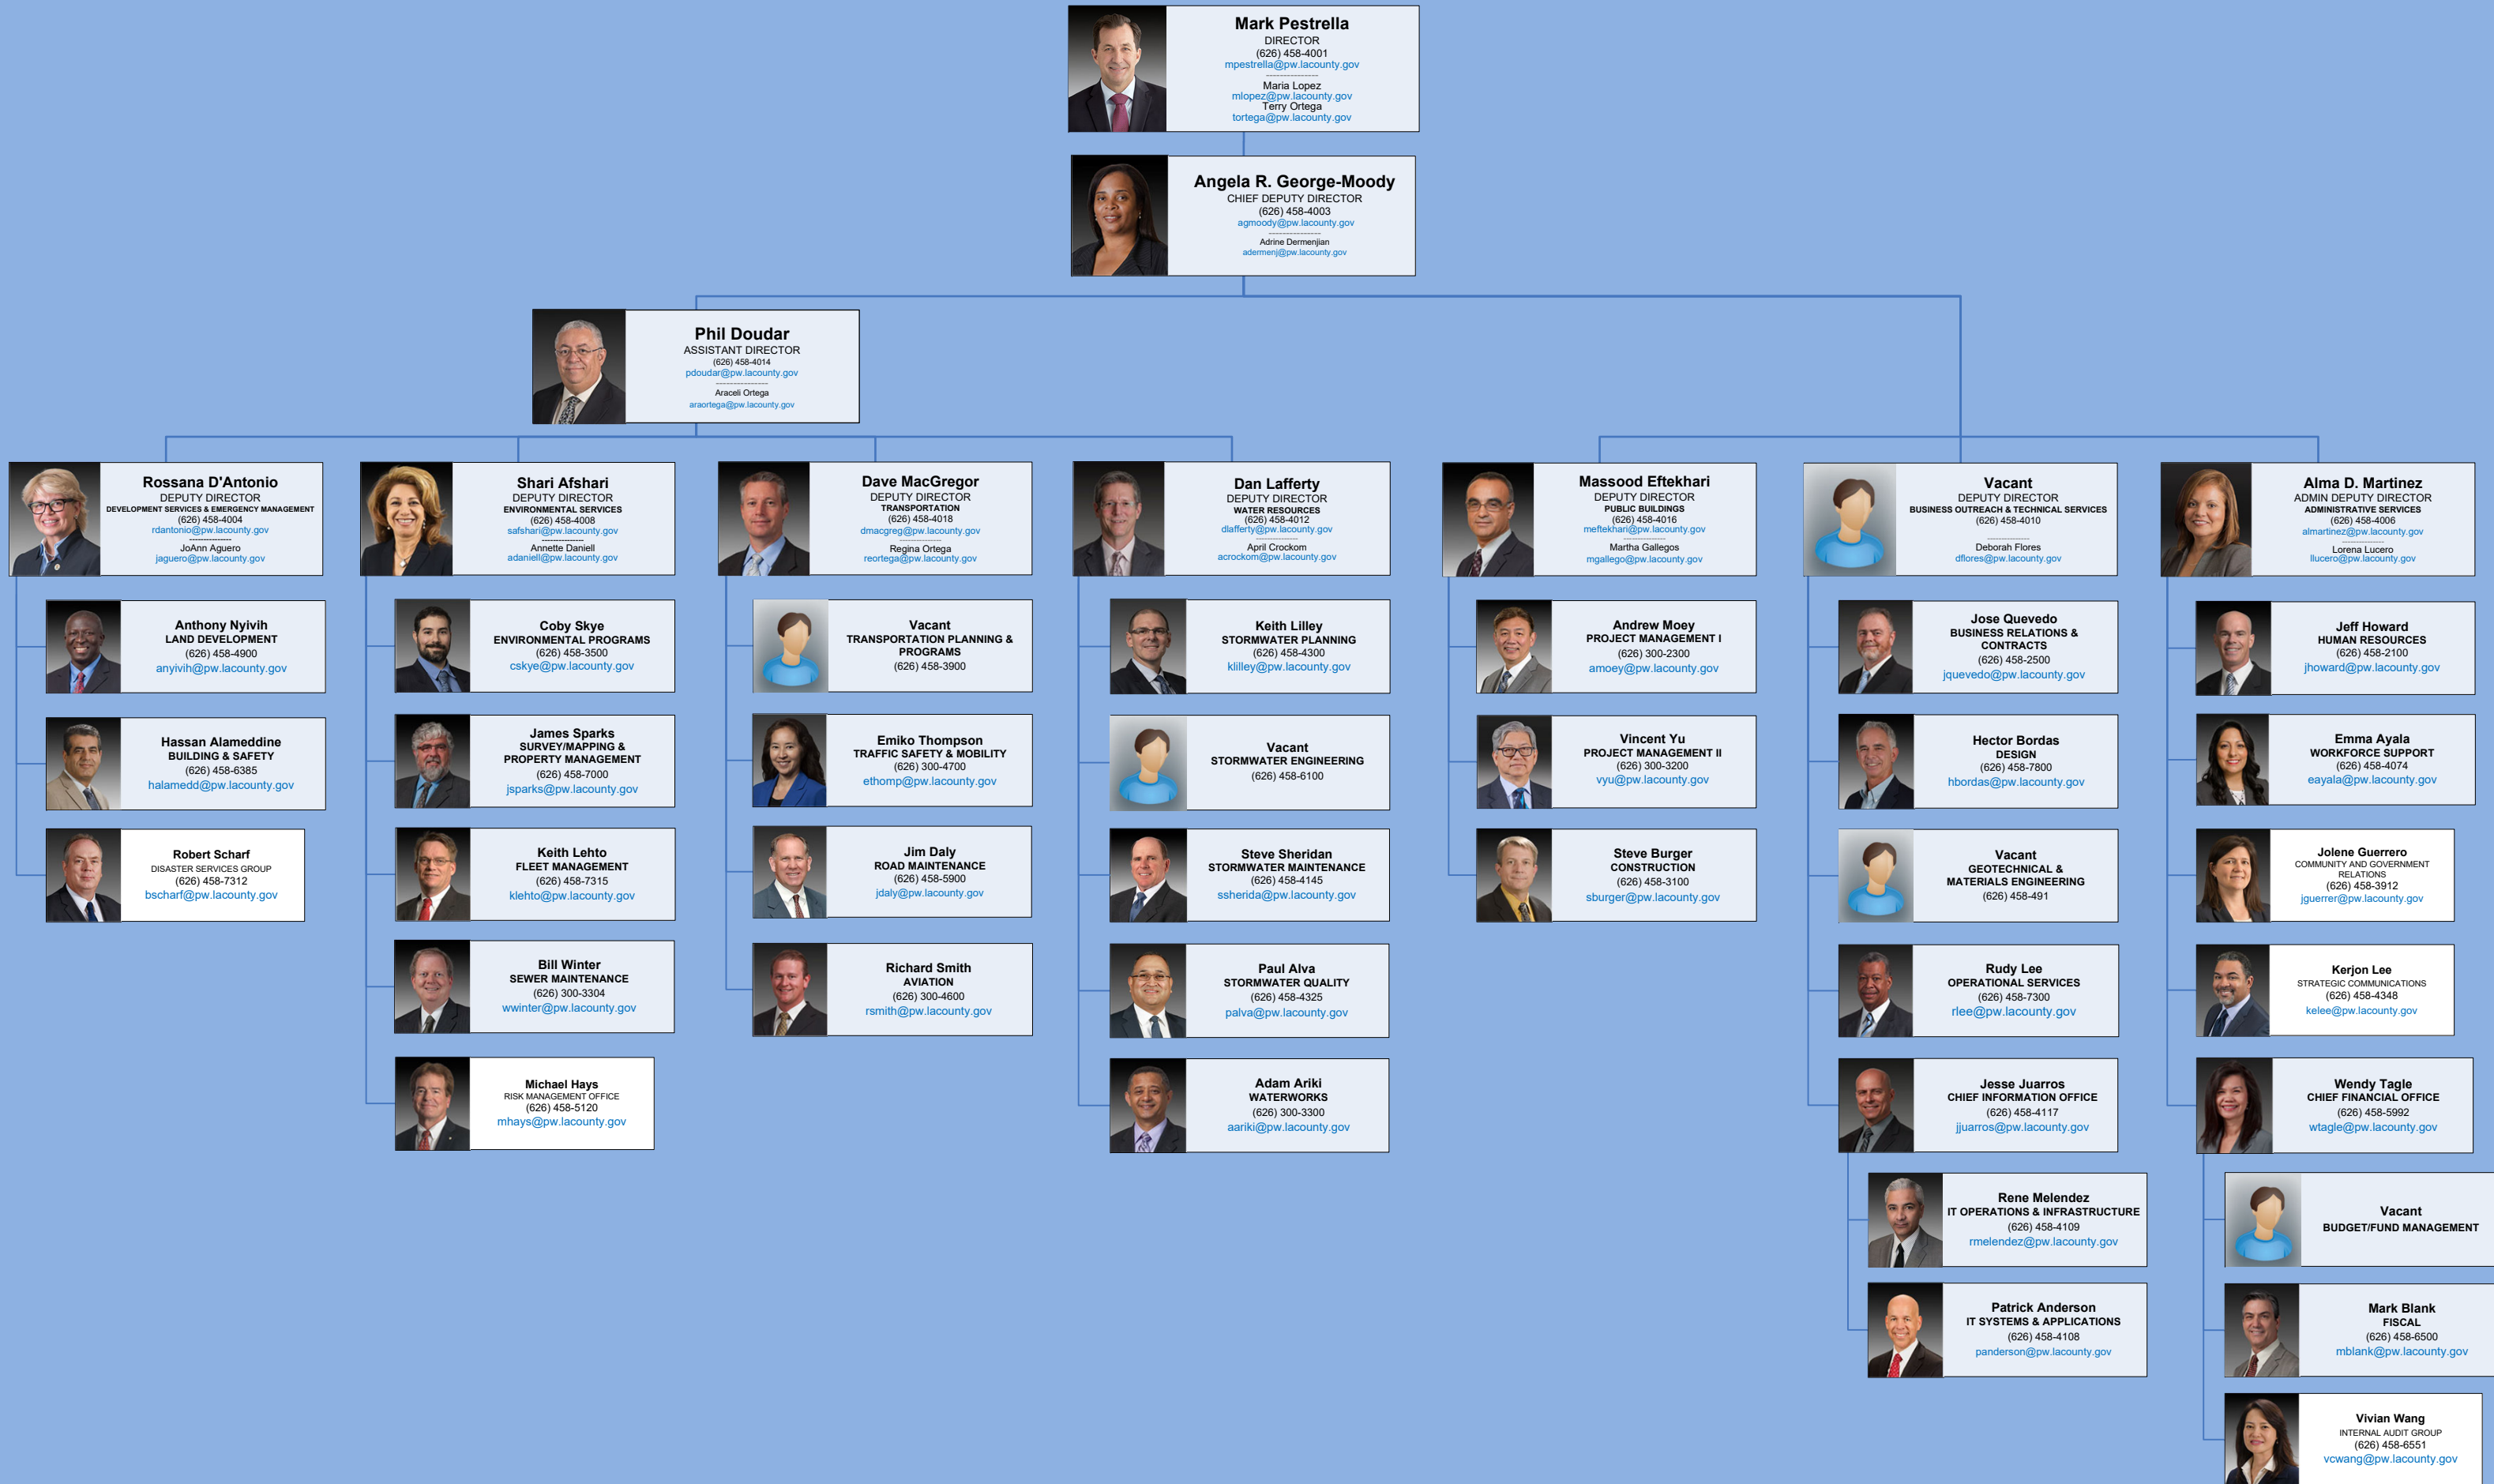 Mark Pestrella
DIRECTOR
(626) 458-4001
mpestrella@pw.lacounty.gov
---------------
Maria Lopez
mlopez@pw.lacounty.gov
Terry Ortega
tortega@pw.lacounty.gov
Angela R. George-Moody
CHIEF DEPUTY DIRECTOR
(626) 458-4003
agmoody@pw.lacounty.gov
---------------
Adrine Dermenjian
adermenj@pw.lacounty.gov
Phil Doudar
ASSISTANT DIRECTOR
(626) 458-4014
pdoudar@pw.lacounty.gov
---------------
Araceli Ortega
araortega@pw.lacounty.gov
Rossana D'Antonio
DEPUTY DIRECTOR
DEVELOPMENT SERVICES & EMERGENCY MANAGEMENT
(626) 458-4004
rdantonio@pw.lacounty.gov
---------------
JoAnn Aguero
jaguero@pw.lacounty.gov
Anthony Nyivih
LAND DEVELOPMENT
(626) 458-4900
anyivih@pw.lacounty.gov
Hassan Alameddine
BUILDING & SAFETY
(626) 458-6385
halamedd@pw.lacounty.gov
Robert Scharf
DISASTER SERVICES GROUP
(626) 458-7312
bscharf@pw.lacounty.gov
Shari Afshari
DEPUTY DIRECTOR
ENVIRONMENTAL SERVICES
(626) 458-4008
safshari@pw.lacounty.gov
---------------
Annette Daniell
adaniell@pw.lacounty.gov
Coby Skye
ENVIRONMENTAL PROGRAMS
(626) 458-3500
cskye@pw.lacounty.gov
James Sparks
SURVEY/MAPPING &
PROPERTY MANAGEMENT
(626) 458-7000
jsparks@pw.lacounty.gov
Keith Lehto
FLEET MANAGEMENT
(626) 458-7315
klehto@pw.lacounty.gov
Bill Winter
SEWER MAINTENANCE
(626) 300-3304
wwinter@pw.lacounty.gov
Michael Hays
RISK MANAGEMENT OFFICE
(626) 458-5120
mhays@pw.lacounty.gov
Dave MacGregor
DEPUTY DIRECTOR
TRANSPORTATION
(626) 458-4018
dmacgreg@pw.lacounty.gov
---------------
Regina Ortega
reortega@pw.lacounty.gov
Vacant
TRANSPORTATION PLANNING &
PROGRAMS
(626) 458-3900
Emiko Thompson
TRAFFIC SAFETY & MOBILITY
(626) 300-4700
ethomp@pw.lacounty.gov
Jim Daly
ROAD MAINTENANCE
(626) 458-5900
jdaly@pw.lacounty.gov
Richard Smith
AVIATION
(626) 300-4600
rsmith@pw.lacounty.gov
Dan Lafferty
DEPUTY DIRECTOR
WATER RESOURCES
(626) 458-4012
dlafferty@pw.lacounty.gov
---------------
April Crockom
acrockom@pw.lacounty.gov
Keith Lilley
STORMWATER PLANNING
(626) 458-4300
klilley@pw.lacounty.gov
Vacant
STORMWATER ENGINEERING
(626) 458-6100
Steve Sheridan
STORMWATER MAINTENANCE
(626) 458-4145
ssherida@pw.lacounty.gov
Paul Alva
STORMWATER QUALITY
(626) 458-4325
palva@pw.lacounty.gov
Adam Ariki
WATERWORKS
(626) 300-3300
aariki@pw.lacounty.gov
Massood Eftekhari
DEPUTY DIRECTOR
PUBLIC BUILDINGS
(626) 458-4016
meftekhari@pw.lacounty.gov
---------------
Martha Gallegos
mgallego@pw.lacounty.gov
Andrew Moey
PROJECT MANAGEMENT I
(626) 300-2300
amoey@pw.lacounty.gov
Vincent Yu
PROJECT MANAGEMENT II
(626) 300-3200
vyu@pw.lacounty.gov
Steve Burger
CONSTRUCTION
(626) 458-3100
sburger@pw.lacounty.gov
Vacant
DEPUTY DIRECTOR
BUSINESS OUTREACH & TECHNICAL SERVICES
(626) 458-4010
---------------
Deborah Flores
dflores@pw.lacounty.gov
Jose Quevedo
BUSINESS RELATIONS &
CONTRACTS
(626) 458-2500
jquevedo@pw.lacounty.gov
Hector Bordas
DESIGN
(626) 458-7800
hbordas@pw.lacounty.gov
Vacant
GEOTECHNICAL &
MATERIALS ENGINEERING
(626) 458-491
Rudy Lee
OPERATIONAL SERVICES
(626) 458-7300
rlee@pw.lacounty.gov
Jesse Juarros
CHIEF INFORMATION OFFICE
(626) 458-4117
jjuarros@pw.lacounty.gov
Rene Melendez
IT OPERATIONS & INFRASTRUCTURE
(626) 458-4109
rmelendez@pw.lacounty.gov
Patrick Anderson
IT SYSTEMS & APPLICATIONS
(626) 458-4108
panderson@pw.lacounty.gov
Alma D. Martinez
ADMIN DEPUTY DIRECTOR
ADMINISTRATIVE SERVICES
(626) 458-4006
almartinez@pw.lacounty.gov
---------------
Lorena Lucero
llucero@pw.lacounty.gov
Jeff Howard
HUMAN RESOURCES
(626) 458-2100
jhoward@pw.lacounty.gov
Emma Ayala
WORKFORCE SUPPORT
(626) 458-4074
eayala@pw.lacounty.gov
Jolene Guerrero
COMMUNITY AND GOVERNMENT
RELATIONS
(626) 458-3912
jguerrer@pw.lacounty.gov
Kerjon Lee
STRATEGIC COMMUNICATIONS
(626) 458-4348
kelee@pw.lacounty.gov
Wendy Tagle
CHIEF FINANCIAL OFFICE
(626) 458-5992
wtagle@pw.lacounty.gov
Vacant
BUDGET/FUND MANAGEMENT
Mark Blank
FISCAL
(626) 458-6500
mblank@pw.lacounty.gov
Vivian Wang
INTERNAL AUDIT GROUP
(626) 458-6551
vcwang@pw.lacounty.gov